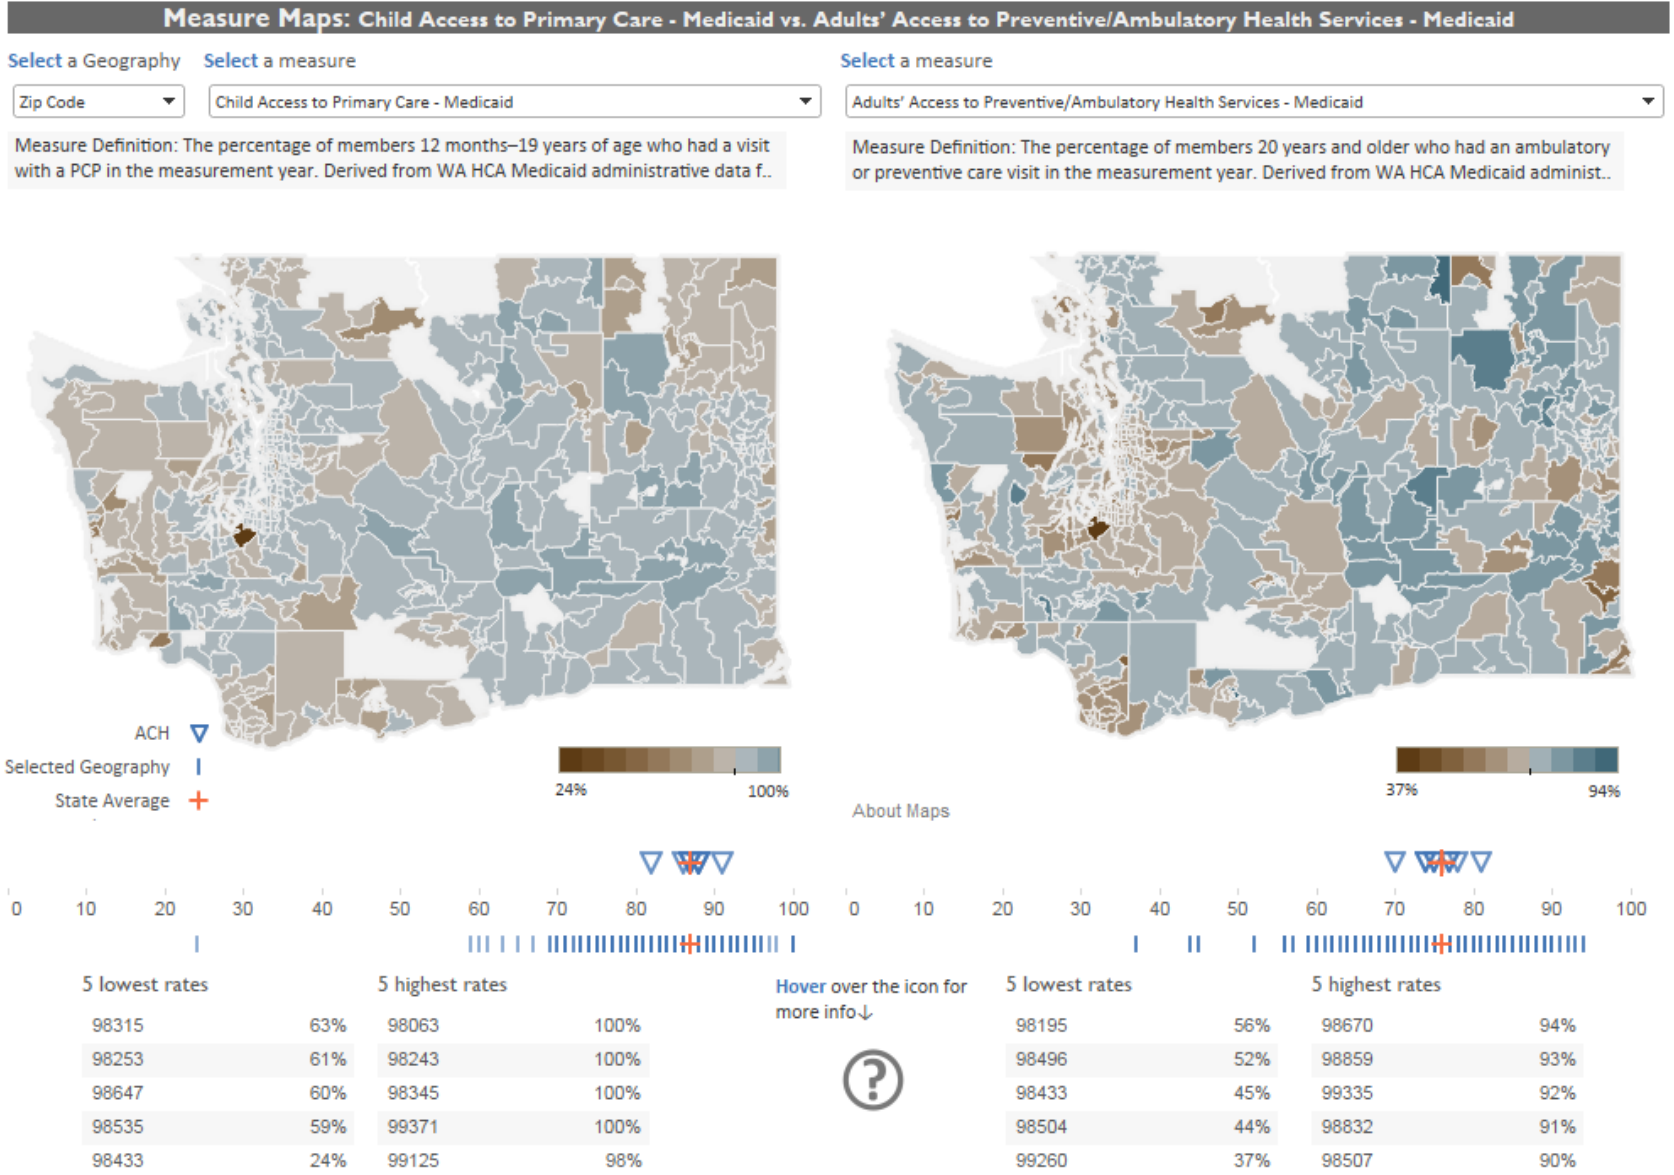 Measure Maps: Child Access to Primary Care - Medicaid vs. Adults' Access to Preventive/Ambulatory Health Services - Medicaid
Select a Geography
Select a measure
Select a measure
Zip Code
Child Access to Primary Care - Medicaid
Adults' Access to Preventive/Ambulatory Health Services - Medicaid
Measure Definition: The percentage of members 12 months–19 years of age who had a visit
with a PCP in the measurement year. Derived from WA HCA Medicaid administrative data f..
Measure Definition: The percentage of members 20 years and older who had an ambulatory
or preventive care visit in the measurement year. Derived from WA HCA Medicaid administ..
ACH
Selected Geography
State Average
24% 100%
37% 94%
About Maps
0 10 20 30 40 50 60 70 80 90 100
0 10 20 30 40 50 60 70 80 90 100
5 lowest rates
98315 63%
98253 61%
98647 60%
98535 59%
98433 24%
5 highest rates
98063 100%
98243 100%
98345 100%
99371 100%
99125 98%
Hover over the icon for
more info↓
?
5 lowest rates
98195 56%
98496 52%
98433 45%
98504 44%
99260 37%
5 highest rates
98670 94%
98859 93%
99335 92%
98832 91%
98507 90%